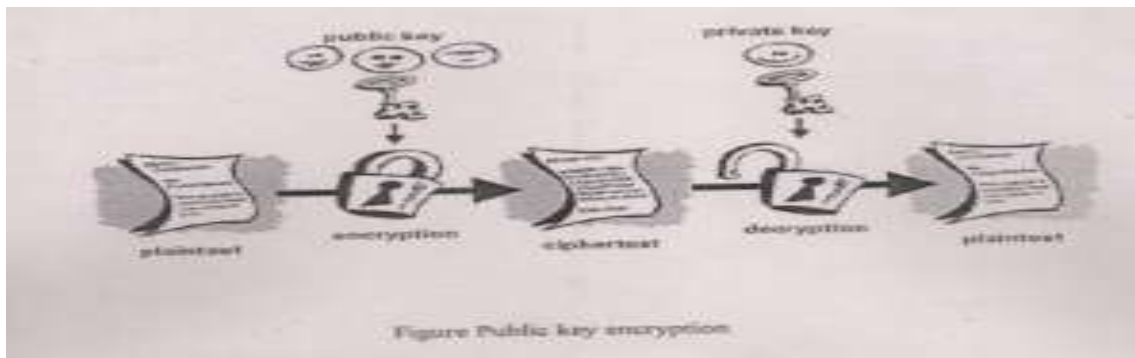 public key
private key
plaintext
encryption
ciphertext
decryption
plaintext
Figure Public key encryption